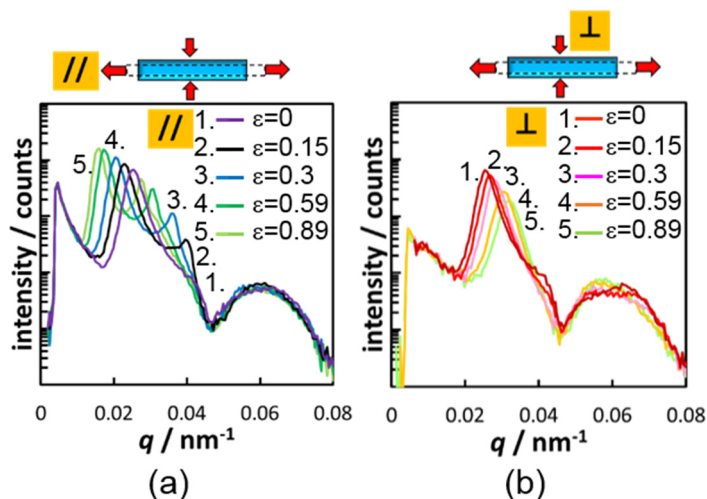 //
⊥
//
1. ε=0
2. ε=0.15
3. ε=0.3
4. ε=0.59
5. ε=0.89
4.
5.
3.
2.
1.
intensity / counts
0 0.02 0.04 0.06 0.08
q / nm-1
(a)
⊥
1. ε=0
2. ε=0.15
3. ε=0.3
4. ε=0.59
5. ε=0.89
2.
1.
3.
4.
5.
intensity / counts
0 0.02 0.04 0.06 0.08
q / nm-1
(b)